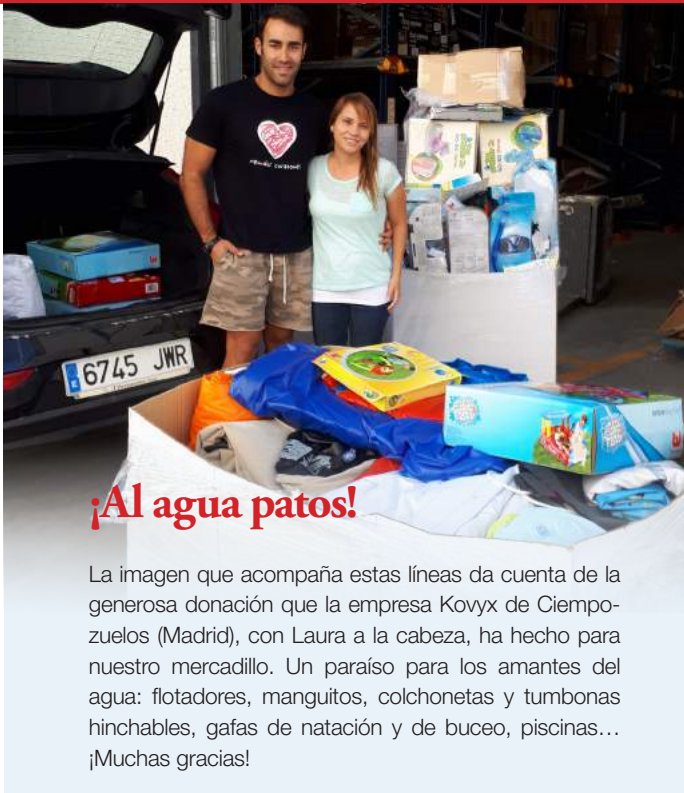 6745 JWR
¡Al agua patos!
La imagen que acompaña estas líneas da cuenta de la
generosa donación que la empresa Kovyx de Ciempo-
zuelos (Madrid), con Laura a la cabeza, ha hecho para
nuestro mercadillo. Un paraíso para los amantes del
agua: flotadores, manguitos, colchonetas y tumbonas
hinchables, gafas de natación y de buceo, piscinas…
¡Muchas gracias!